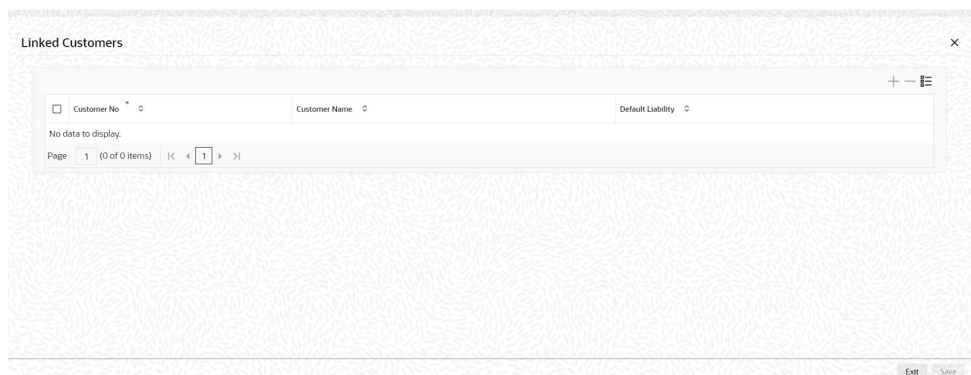 Linked Customers
Customer No * Customer Name Default Liability
No data to display.
Page 1 (0 of 0 items) 1
Exit Save